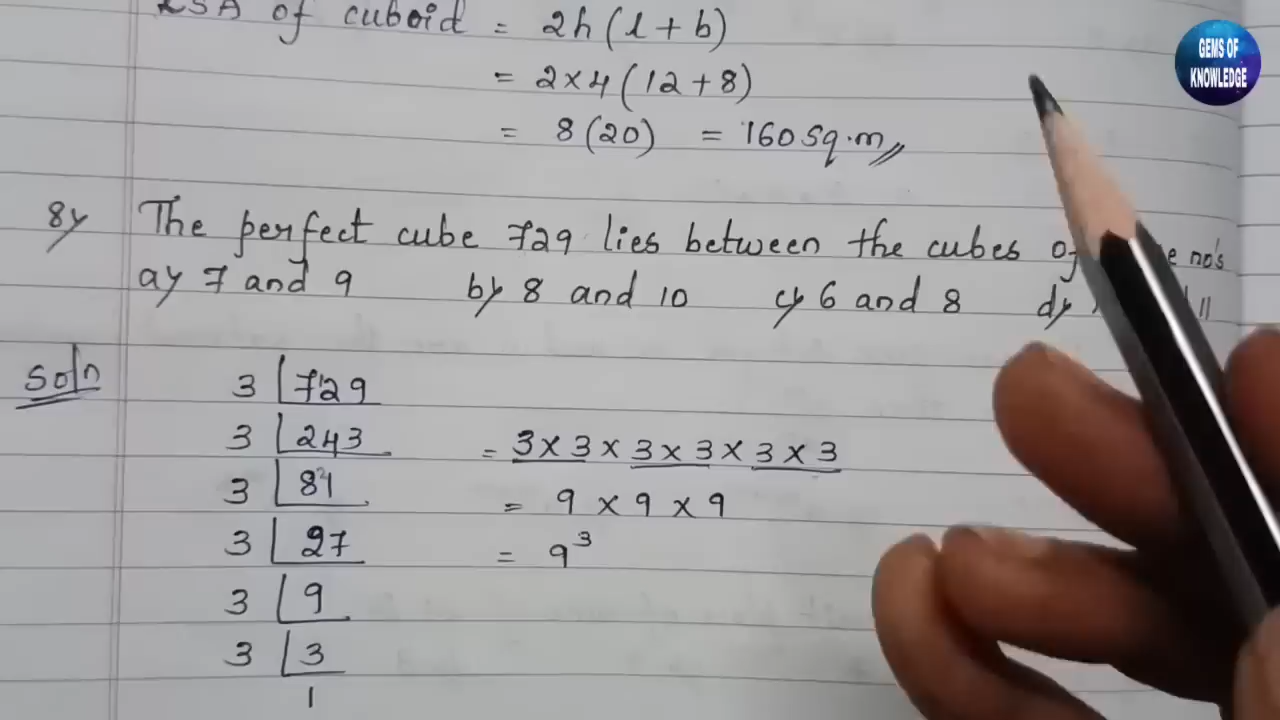 LSA of cuboid = 2h(l+b)
= 2×4(12+8)
= 8(20) = 160 sq.m
GEMS OF
KNOWLEDGE
8) The perfect cube 729 lies between the cubes of no's
a) 7 and 9 b) 8 and 10 c) 6 and 8 d) 11
Soln
3 729
3 243 = 3×3×3×3×3×3
3 81 = 9×9×9
3 27 = 9³
3 9
3 3
1